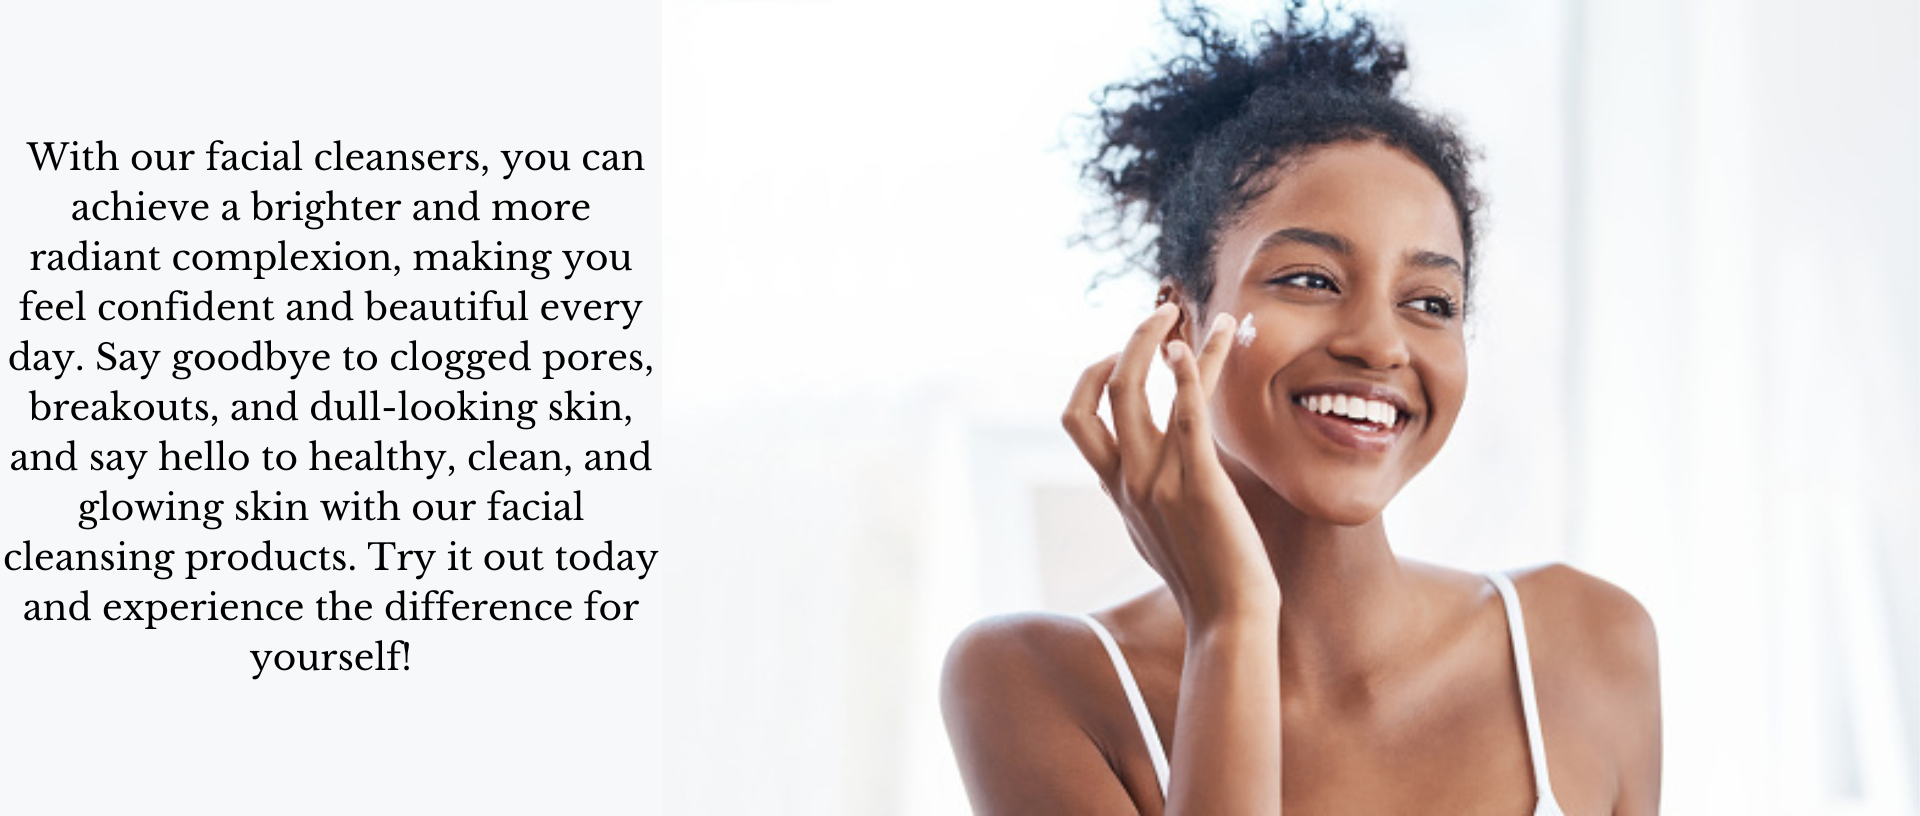 With our facial cleansers, you can
achieve a brighter and more
radiant complexion, making you
feel confident and beautiful every
day. Say goodbye to clogged pores,
breakouts, and dull-looking skin,
and say hello to healthy, clean, and
glowing skin with our facial
cleansing products. Try it out today
and experience the difference for
yourself!